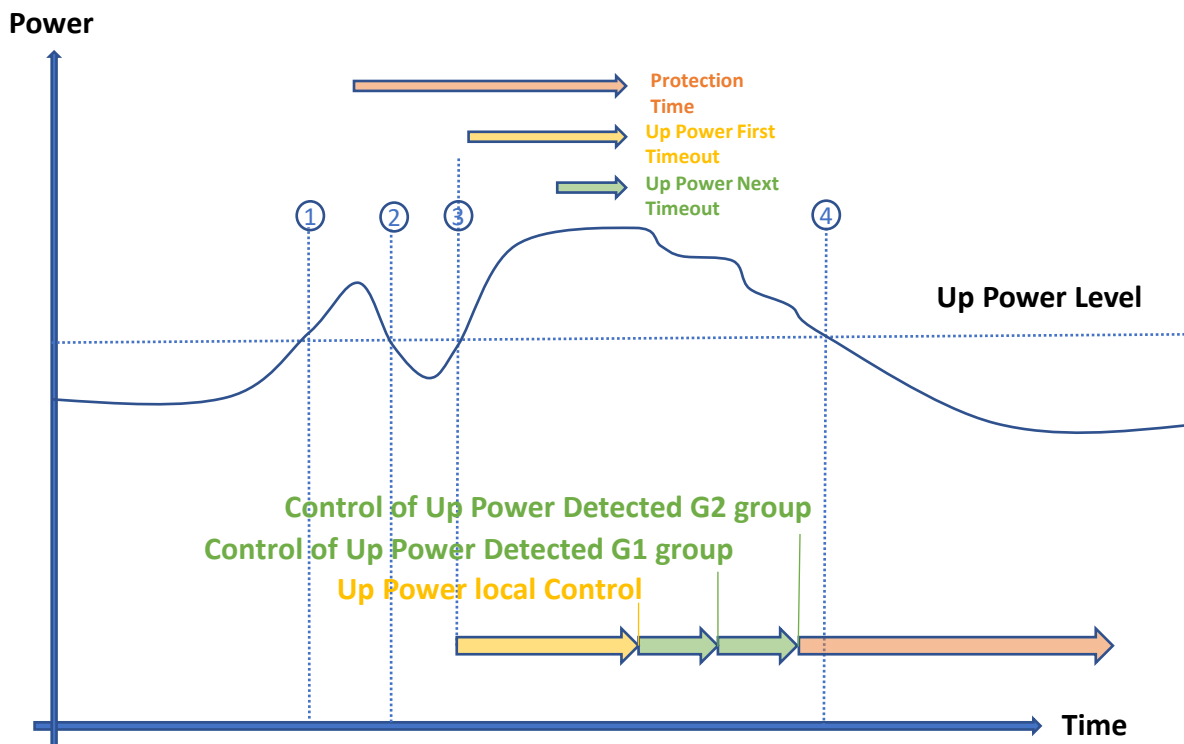 Power
Protection
Time
Up Power First
Timeout
Up Power Next
Timeout
1
2
3
4
Up Power Level
Control of Up Power Detected G2 group
Control of Up Power Detected G1 group
Up Power local Control
Time